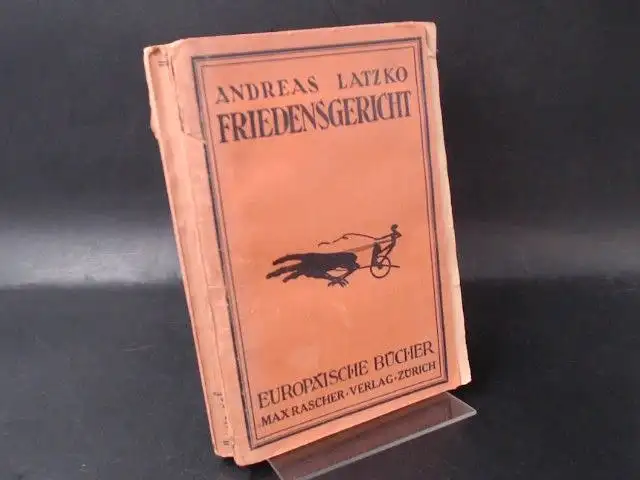 ANDREAS LATZKO
FRIEDENSGERICHT
EUROPÄISCHE BÜCHER
MAX RASCHER · VERLAG · ZÜRICH